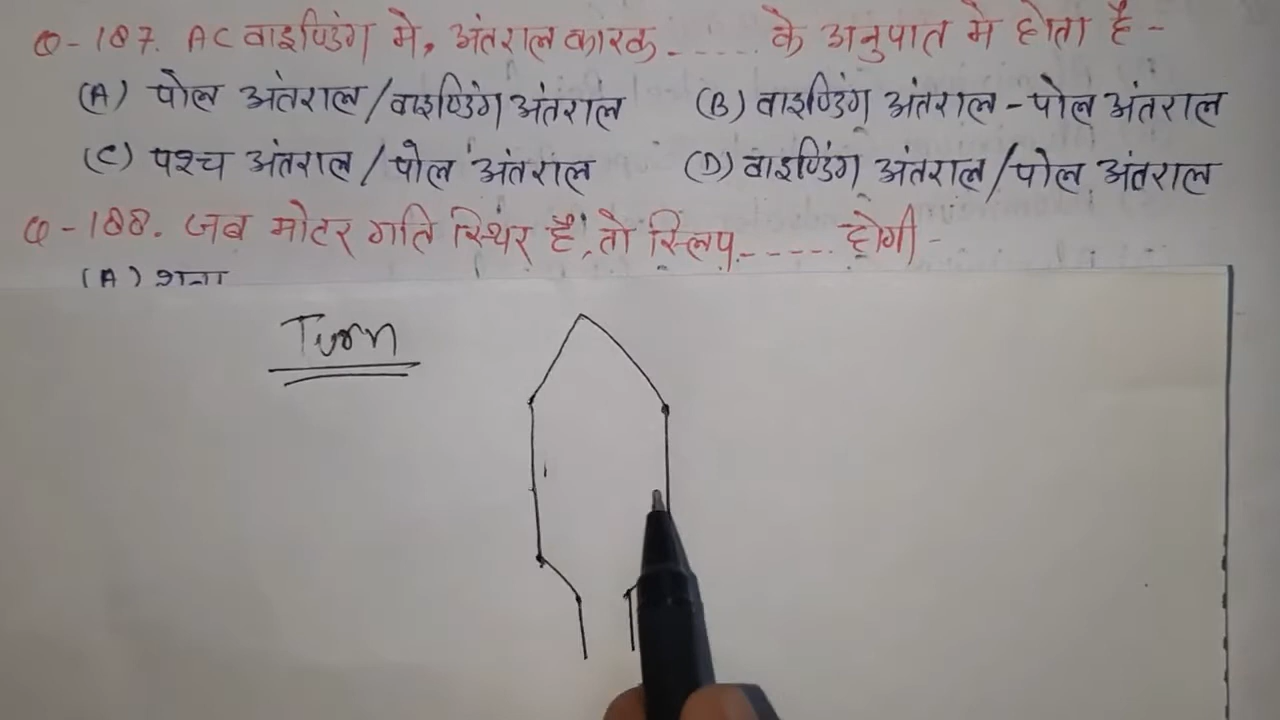 Q-187. AC वाइण्डिंग मे, अंतराल कारक ----- के अनुपात मे होता है -
(A) पोल अंतराल/वाइण्डिंग अंतराल (B) वाइण्डिंग अंतराल - पोल अंतराल
(C) पश्च अंतराल/पोल अंतराल (D) वाइण्डिंग अंतराल/पोल अंतराल
Q-188. जब मोटर गति स्थिर है, तो स्लिप ----- होगी -
(A)
Turn